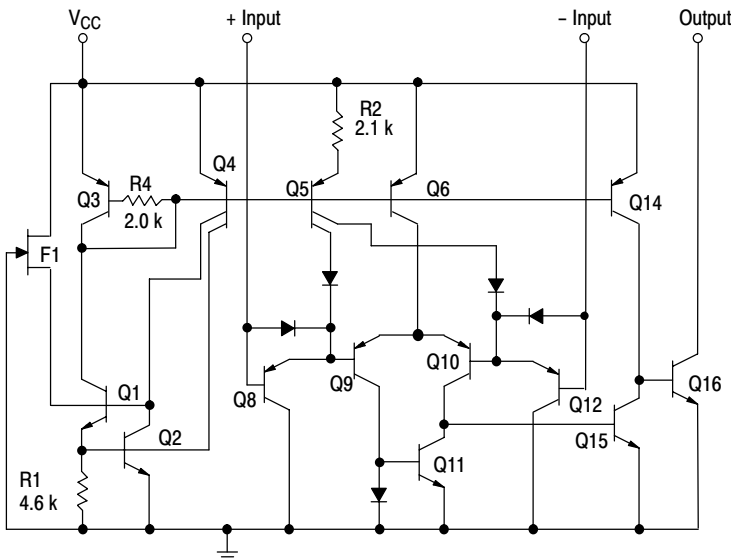 VCC
+ Input
– Input
Output
R2
2.1 k
Q3
R4
2.0 k
Q4
Q5
Q6
Q14
F1
Q1
Q2
Q8
Q9
Q10
Q12
Q16
Q15
Q11
R1
4.6 k